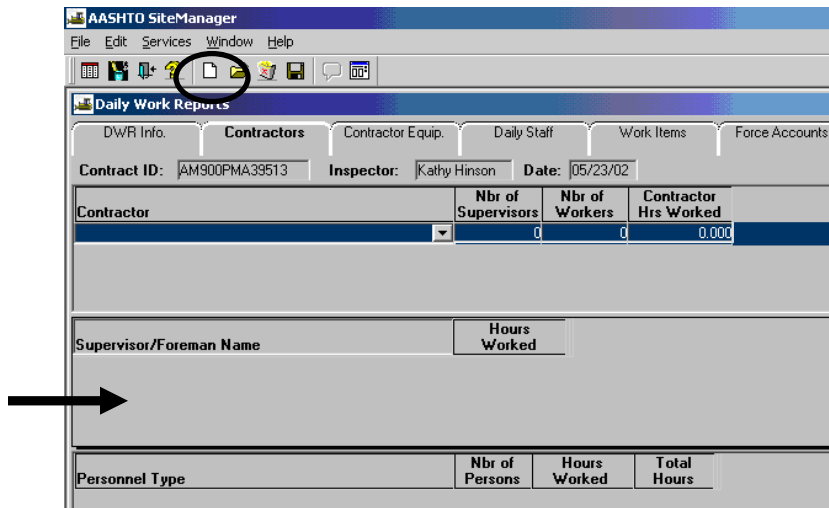 AASHTO SiteManager
File Edit Services Window Help
Daily Work Reports
DWR Info. Contractors Contractor Equip. Daily Staff Work Items Force Accounts
Contract ID: AM900PMA39513 Inspector: Kathy Hinson Date: 05/23/02
Contractor Nbr of Supervisors Nbr of Workers Contractor Hrs Worked
0 0 0.000
Supervisor/Foreman Name Hours Worked
Personnel Type Nbr of Persons Hours Worked Total Hours